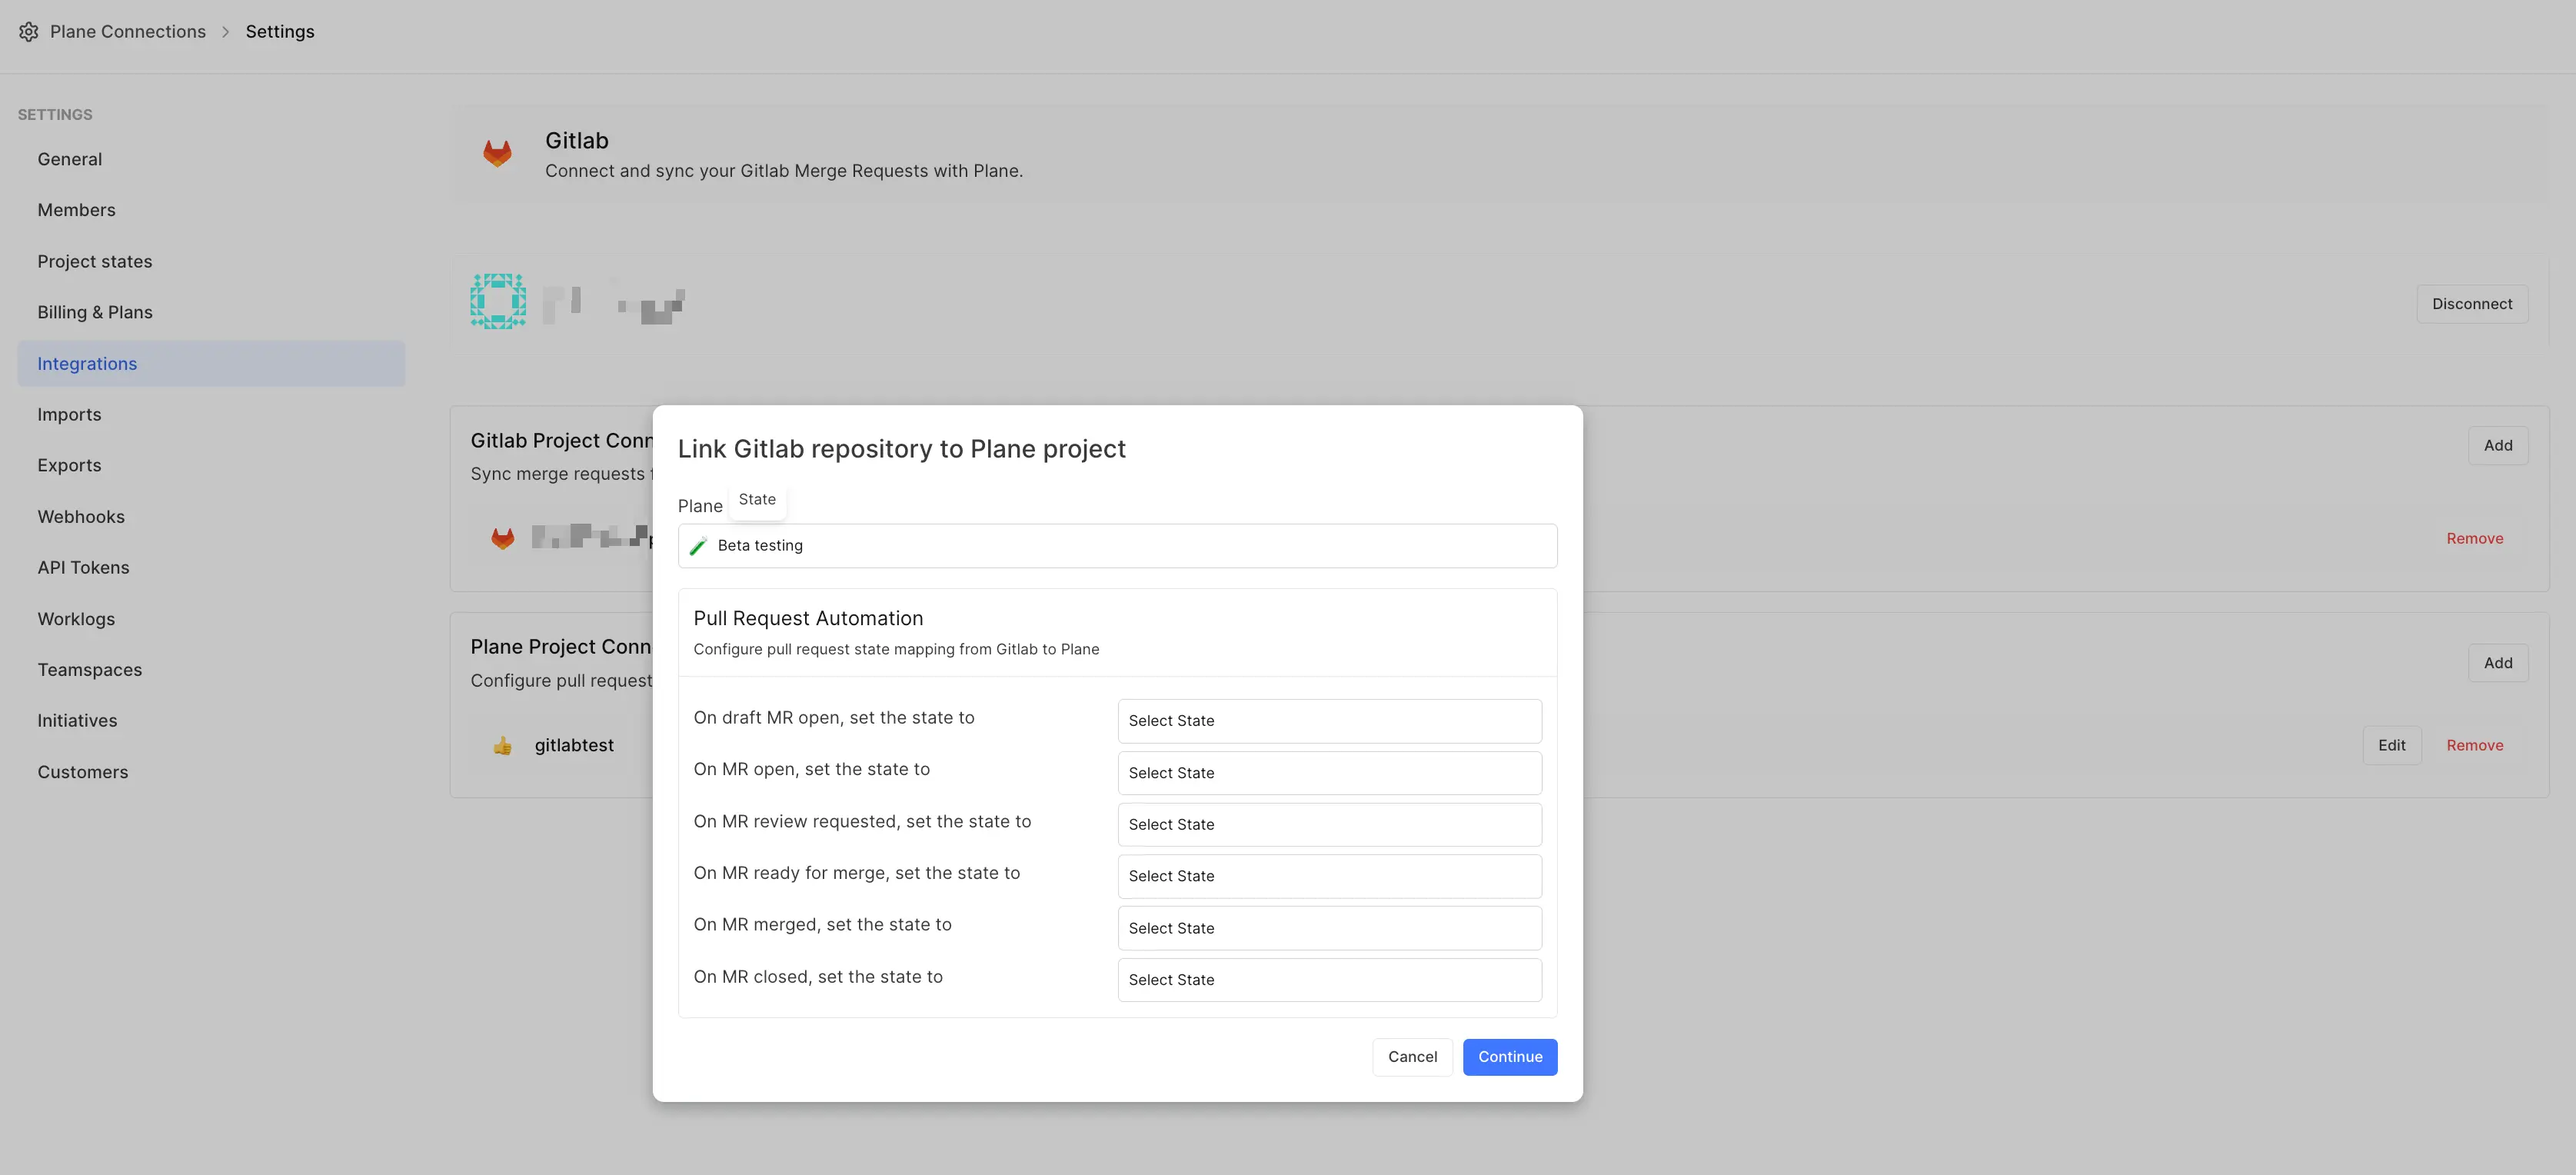 Plane Connections > Settings
SETTINGS
General
Members
Project states
Billing & Plans
Integrations
Imports
Exports
Webhooks
API Tokens
Worklogs
Teamspaces
Initiatives
Customers
Gitlab
Connect and sync your Gitlab Merge Requests with Plane.
Disconnect
Gitlab Project Conn
Sync merge requests
Add
Remove
Plane Project Conn
Configure pull request
Add
gitlabtest
Edit
Remove
Link Gitlab repository to Plane project
Plane
State
Beta testing
Pull Request Automation
Configure pull request state mapping from Gitlab to Plane
On draft MR open, set the state to
Select State
On MR open, set the state to
Select State
On MR review requested, set the state to
Select State
On MR ready for merge, set the state to
Select State
On MR merged, set the state to
Select State
On MR closed, set the state to
Select State
Cancel
Continue